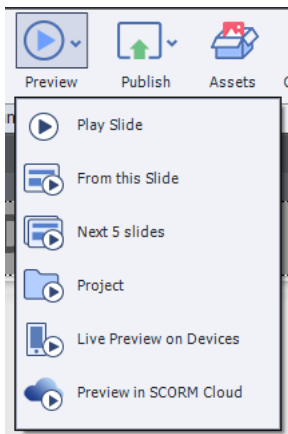 Preview Publish Assets
Play Slide
From this Slide
Next 5 slides
Project
Live Preview on Devices
Preview in SCORM Cloud